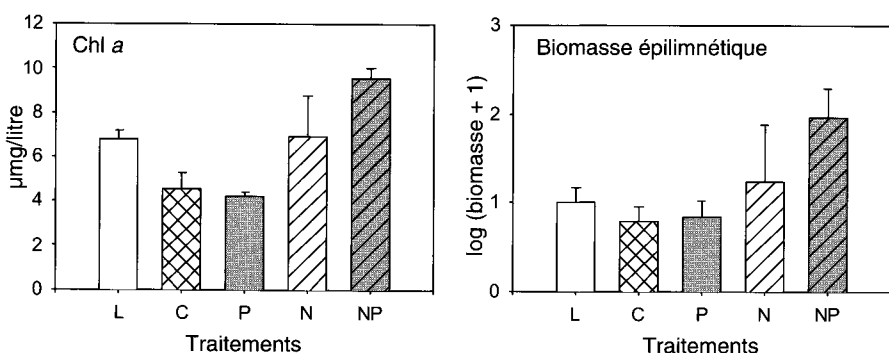 12
Chl a
10
8
6
4
2
0
µmg/litre
L C P N NP
Traitements
3
Biomasse épilimnétique
2
1
0
log (biomasse + 1)
L C P N NP
Traitements